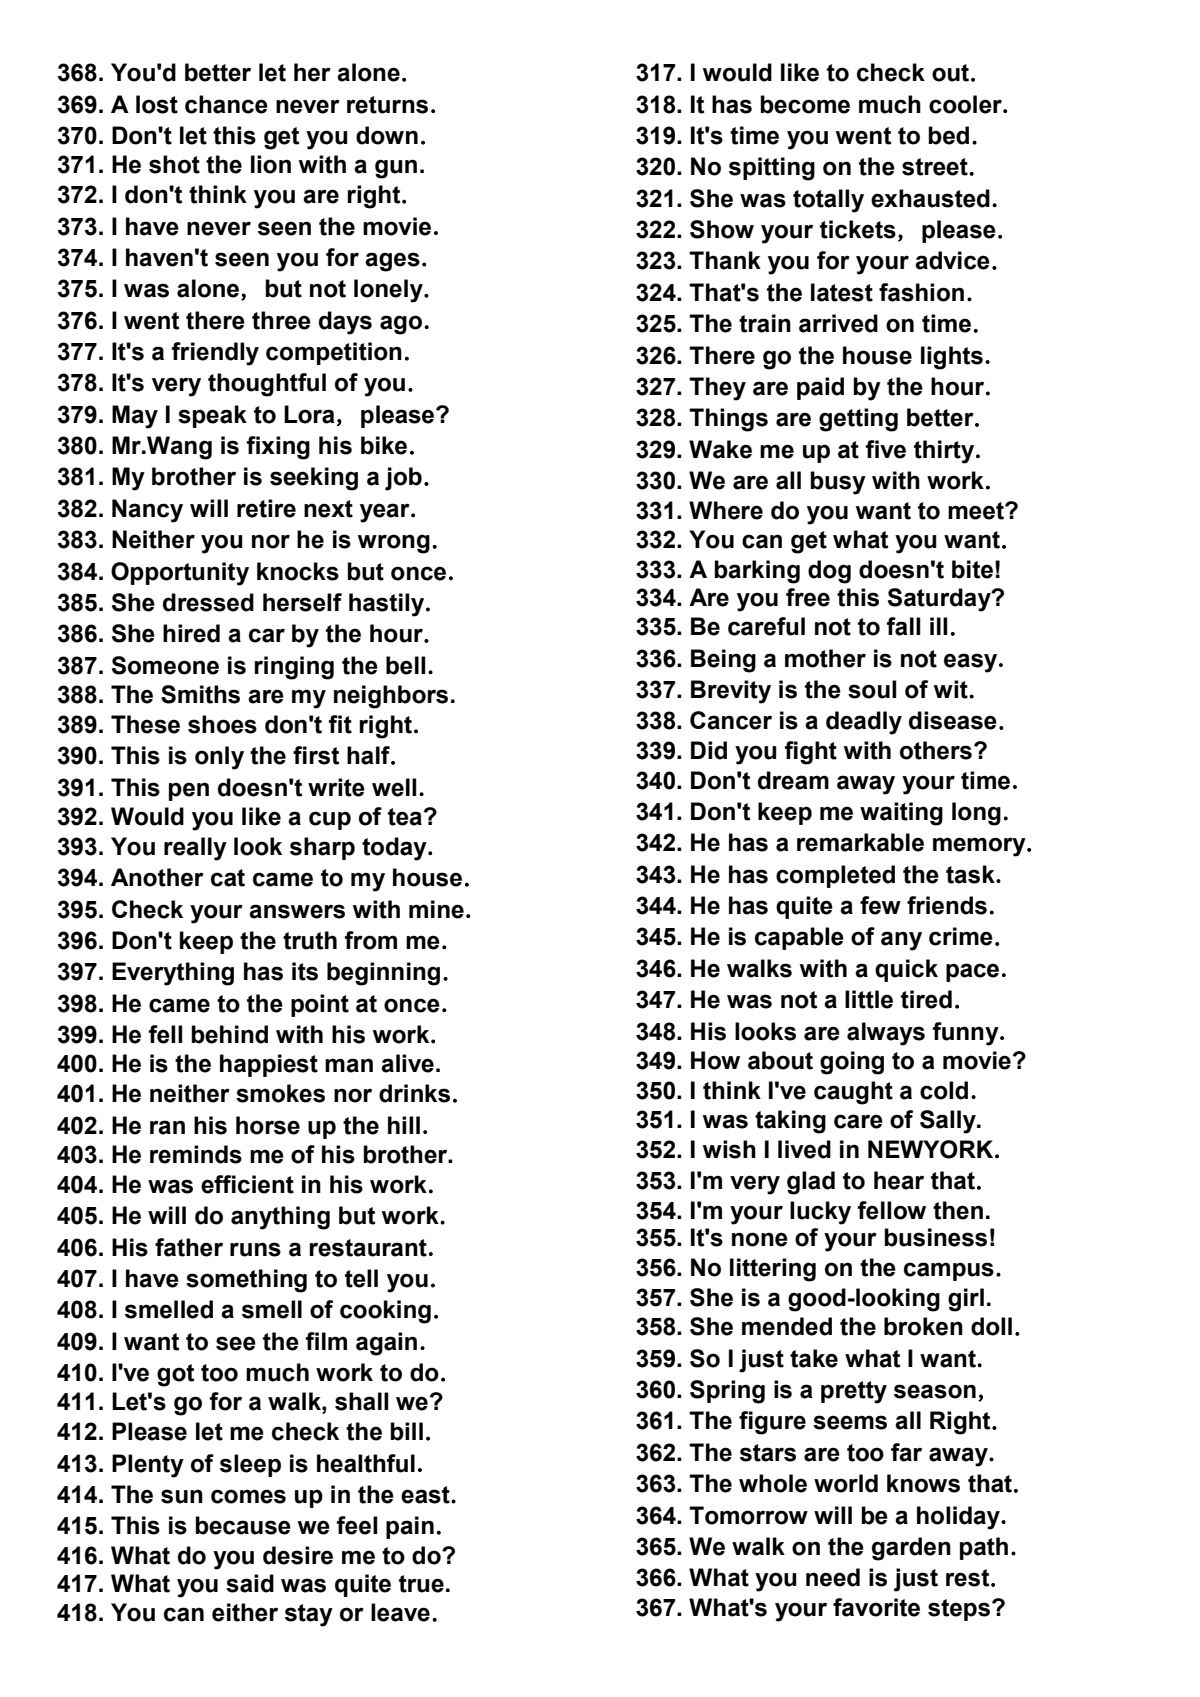 368. You'd better let her alone.
369. A lost chance never returns.
370. Don't let this get you down.
371. He shot the lion with a gun.
372. I don't think you are right.
373. I have never seen the movie.
374. I haven't seen you for ages.
375. I was alone，but not lonely.
376. I went there three days ago.
377. It's a friendly competition.
378. It's very thoughtful of you.
379. May I speak to Lora，please?
380. Mr.Wang is fixing his bike.
381. My brother is seeking a job.
382. Nancy will retire next year.
383. Neither you nor he is wrong.
384. Opportunity knocks but once.
385. She dressed herself hastily.
386. She hired a car by the hour.
387. Someone is ringing the bell.
388. The Smiths are my neighbors.
389. These shoes don't fit right.
390. This is only the first half.
391. This pen doesn't write well.
392. Would you like a cup of tea?
393. You really look sharp today.
394. Another cat came to my house.
395. Check your answers with mine.
396. Don't keep the truth from me.
397. Everything has its beginning.
398. He came to the point at once.
399. He fell behind with his work.
400. He is the happiest man alive.
401. He neither smokes nor drinks.
402. He ran his horse up the hill.
403. He reminds me of his brother.
404. He was efficient in his work.
405. He will do anything but work.
406. His father runs a restaurant.
407. I have something to tell you.
408. I smelled a smell of cooking.
409. I want to see the film again.
410. I've got too much work to do.
411. Let's go for a walk, shall we?
412. Please let me check the bill.
413. Plenty of sleep is healthful.
414. The sun comes up in the east.
415. This is because we feel pain.
416. What do you desire me to do?
417. What you said was quite true.
418. You can either stay or leave.
317. I would like to check out.
318. It has become much cooler.
319. It's time you went to bed.
320. No spitting on the street.
321. She was totally exhausted.
322. Show your tickets，please.
323. Thank you for your advice.
324. That's the latest fashion.
325. The train arrived on time.
326. There go the house lights.
327. They are paid by the hour.
328. Things are getting better.
329. Wake me up at five thirty.
330. We are all busy with work.
331. Where do you want to meet?
332. You can get what you want.
333. A barking dog doesn't bite!
334. Are you free this Saturday?
335. Be careful not to fall ill.
336. Being a mother is not easy.
337. Brevity is the soul of wit.
338. Cancer is a deadly disease.
339. Did you fight with others?
340. Don't dream away your time.
341. Don't keep me waiting long.
342. He has a remarkable memory.
343. He has completed the task.
344. He has quite a few friends.
345. He is capable of any crime.
346. He walks with a quick pace.
347. He was not a little tired.
348. His looks are always funny.
349. How about going to a movie?
350. I think I've caught a cold.
351. I was taking care of Sally.
352. I wish I lived in NEWYORK.
353. I'm very glad to hear that.
354. I'm your lucky fellow then.
355. It's none of your business!
356. No littering on the campus.
357. She is a good-looking girl.
358. She mended the broken doll.
359. So I just take what I want.
360. Spring is a pretty season,
361. The figure seems all Right.
362. The stars are too far away.
363. The whole world knows that.
364. Tomorrow will be a holiday.
365. We walk on the garden path.
366. What you need is just rest.
367. What's your favorite steps?